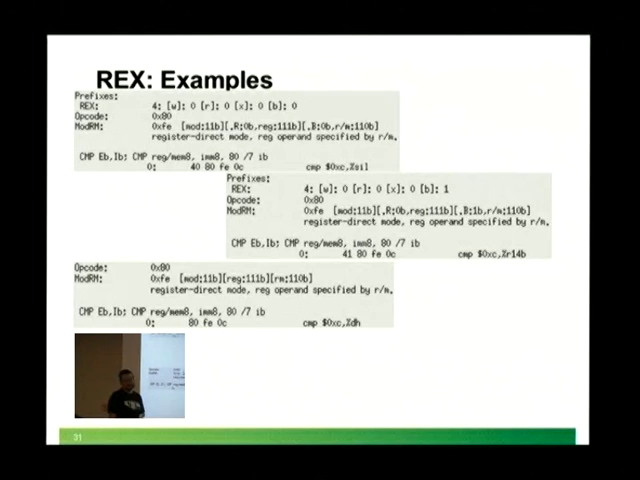 REX: Examples
Prefixes:
REX: 4: [w]: 0 [r]: 0 [x]: 0 [b]: 0
Opcode: 0x80
ModRM: 0xfe [mod:11b][.R:0b,reg:111b][.B:0b,r/m:110b]
register-direct mode, reg operand specified by r/m.
CMP Eb,Ib; CMP reg/mem8, imm8, 80 /7 ib
0: 40 80 fe 0c cmp $0xc,%sil
Prefixes:
REX: 4: [w]: 0 [r]: 0 [x]: 0 [b]: 1
Opcode: 0x80
ModRM: 0xfe [mod:11b][.R:0b,reg:111b][.B:1b,r/m:110b]
register-direct mode, reg operand specified by r/m.
CMP Eb,Ib; CMP reg/mem8, imm8, 80 /7 ib
0: 41 80 fe 0c cmp $0xc,%r14b
Opcode: 0x80
ModRM: 0xfe [mod:11b][reg:111b][rm:110b]
register-direct mode, reg operand specified by r/m.
CMP Eb,Ib; CMP reg/mem8, imm8, 80 /7 ib
0: 80 fe 0c cmp $0xc,%dh
31